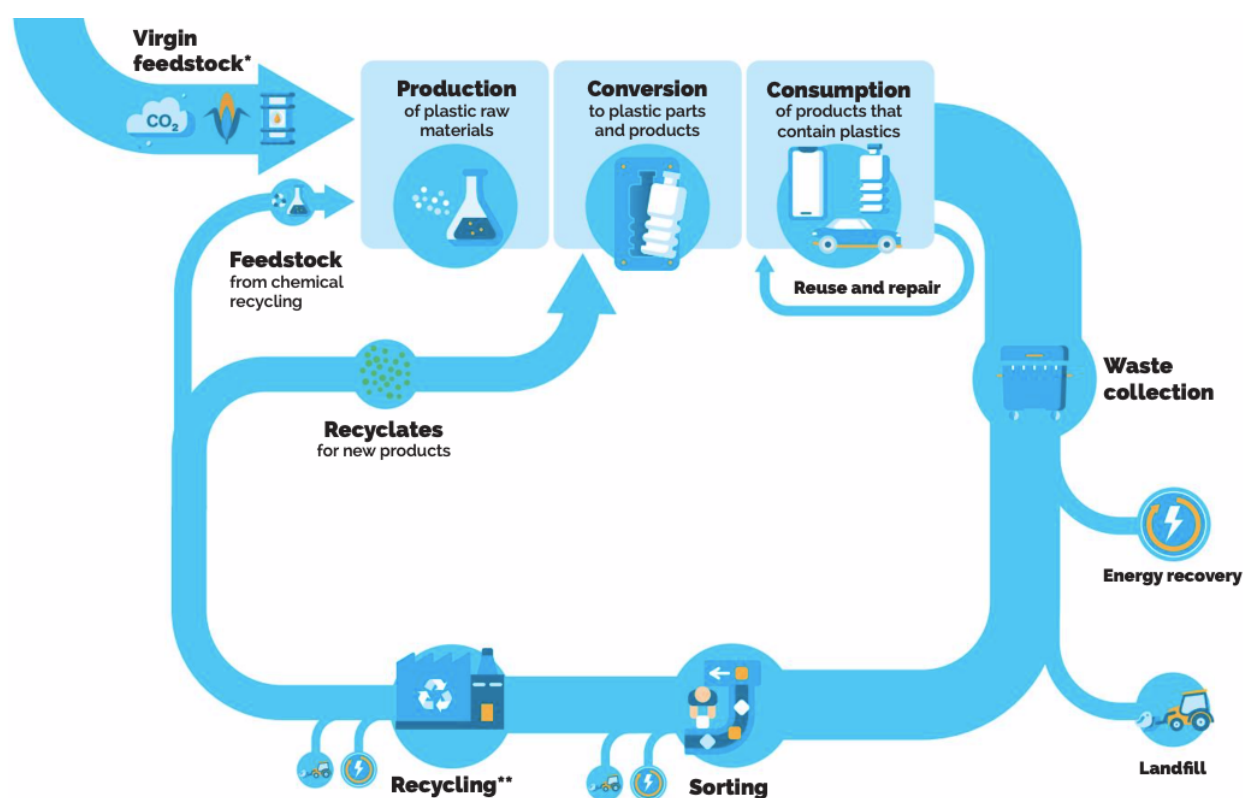 Virgin
feedstock*
CO2
Production
of plastic raw
materials
Conversion
to plastic parts
and products
Consumption
of products that
contain plastics
Feedstock
from chemical
recycling
Reuse and repair
Recyclates
for new products
Waste
collection
Energy recovery
Landfill
Recycling**
Sorting